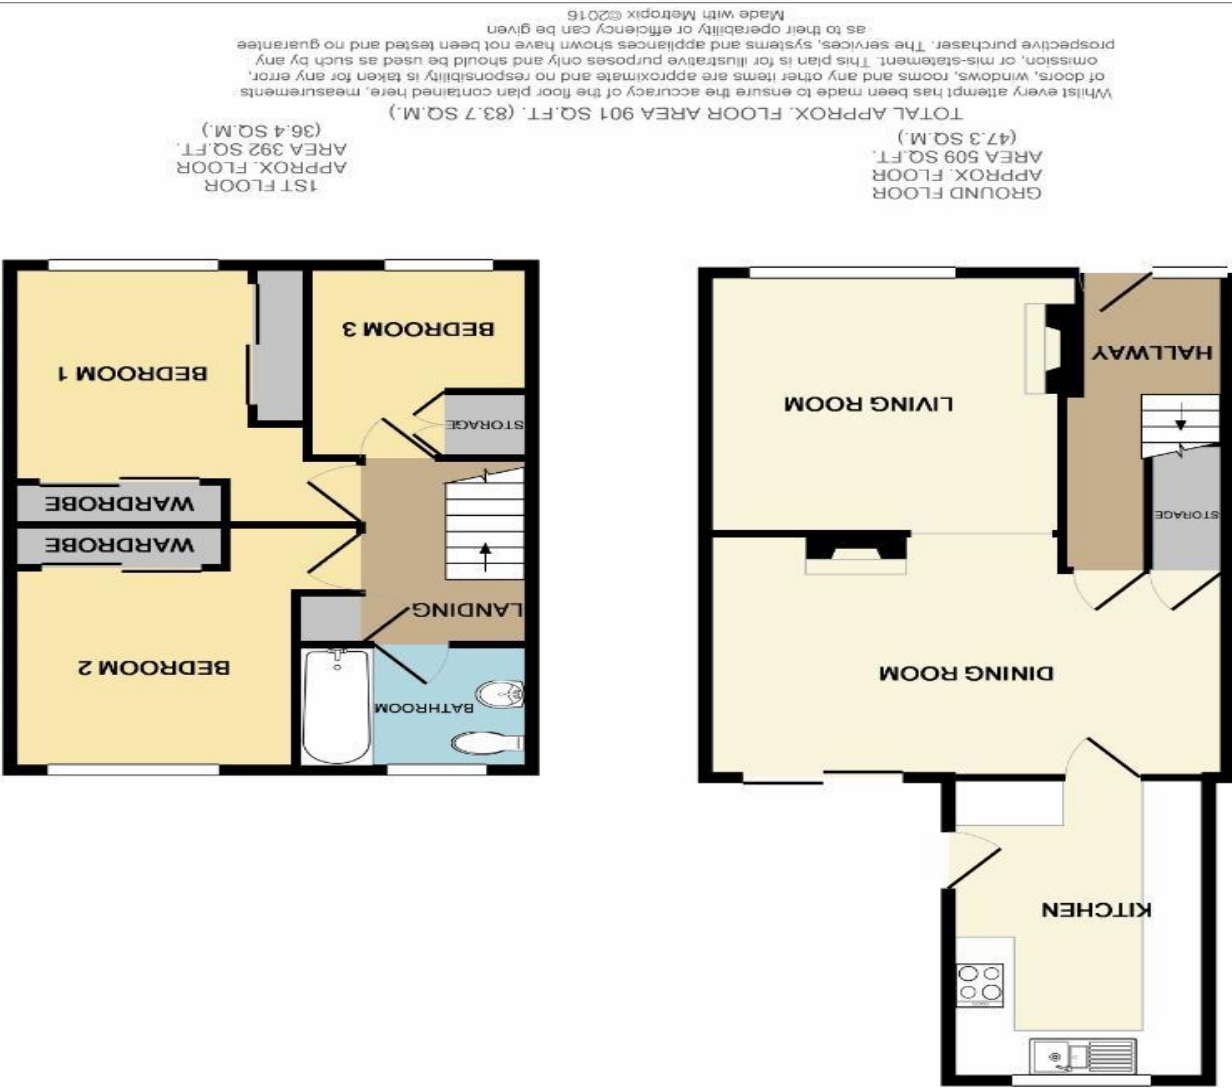 KITCHEN
DINING ROOM
STORAGE
LIVING ROOM
HALLWAY
BATHROOM
BEDROOM 2
LANDING
WARDROBE
WARDROBE
STORAGE
BEDROOM 1
BEDROOM 3
GROUND FLOOR
APPROX. FLOOR
AREA 509 SQ.FT.
(47.3 SQ.M.)
1ST FLOOR
APPROX. FLOOR
AREA 392 SQ.FT.
(36.4 SQ.M.)
TOTAL APPROX. FLOOR AREA 901 SQ.FT. (83.7 SQ.M.)
Whilst every attempt has been made to ensure the accuracy of the floor plan contained here, measurements
of doors, windows, rooms and any other items are approximate and no responsibility is taken for any error,
omission, or mis-statement. This plan is for illustrative purposes only and should be used as such by any
prospective purchaser. The services, systems and appliances shown have not been tested and no guarantee
as to their operability or efficiency can be given
Made with Metropix ©2016